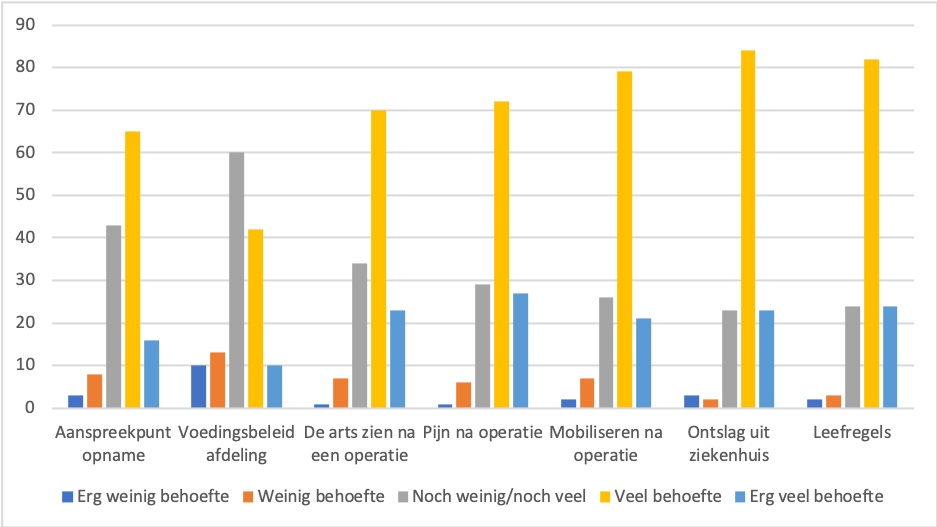 90
80
70
60
50
40
30
20
10
0
Aanspreekpunt opname
Voedingsbeleid afdeling
De arts zien na een operatie
Pijn na operatie
Mobiliseren na operatie
Ontslag uit ziekenhuis
Leefregels
Erg weinig behoefte Weinig behoefte Noch weinig/noch veel Veel behoefte Erg veel behoefte